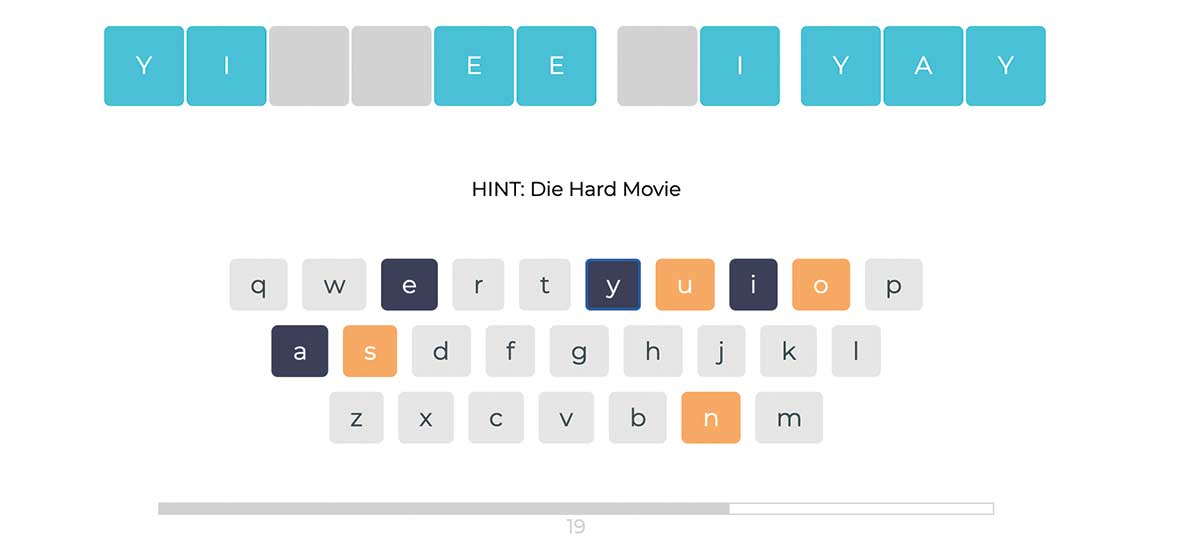 Y I E E I Y A Y
HINT: Die Hard Movie
q w e r t y u i o p
a s d f g h j k l
z x c v b n m
19